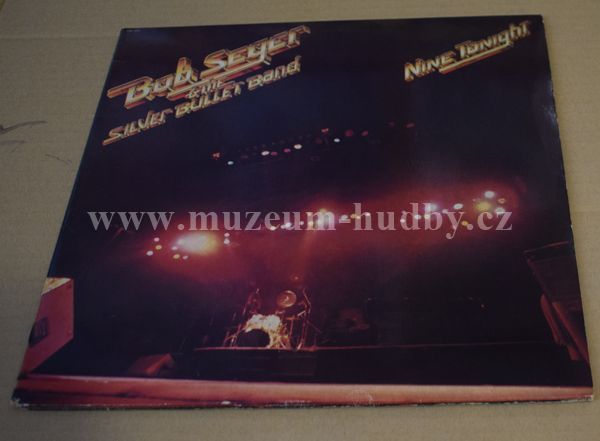 Bob Seger
& the
Silver Bullet Band
Nine Tonight
www.muzeum-hudby.cz